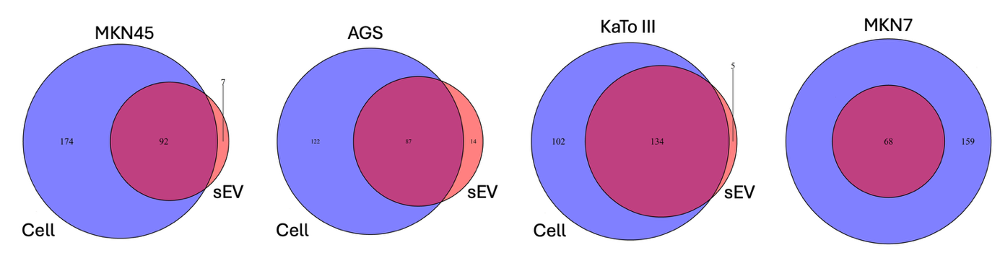 MKN45
7
174
92
sEV
Cell
AGS
122
87
14
sEV
Cell
KaTo III
5
102
134
sEV
Cell
MKN7
68
159